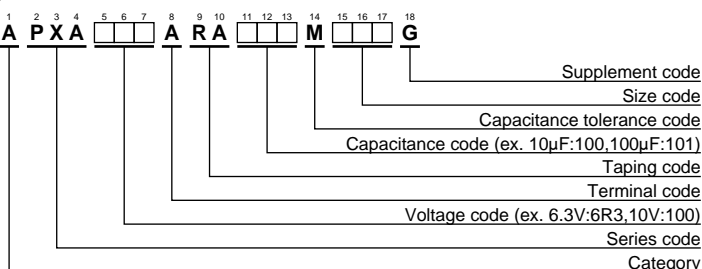 1 2 3 4 5 6 7 8 9 10 11 12 13 14 15 16 17 18
A P X A □□□ A R A □□□ M □□□ G
Supplement code
Size code
Capacitance tolerance code
Capacitance code (ex. 10μF:100,100μF:101)
Taping code
Terminal code
Voltage code (ex. 6.3V:6R3,10V:100)
Series code
Category